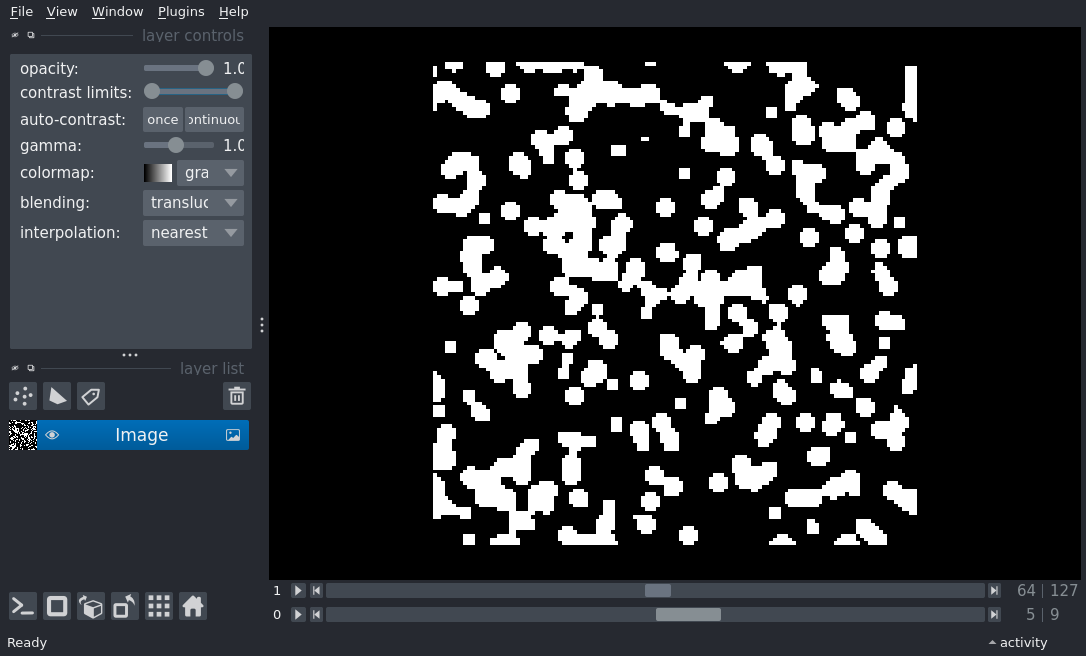 File View Window Plugins Help
layer controls
opacity: 1.0
contrast limits:
auto-contrast: once ontinuou
gamma: 1.0
colormap: gra
blending: transluc
interpolation: nearest
layer list
Image
1 64 | 127
0 5 | 9
Ready activity